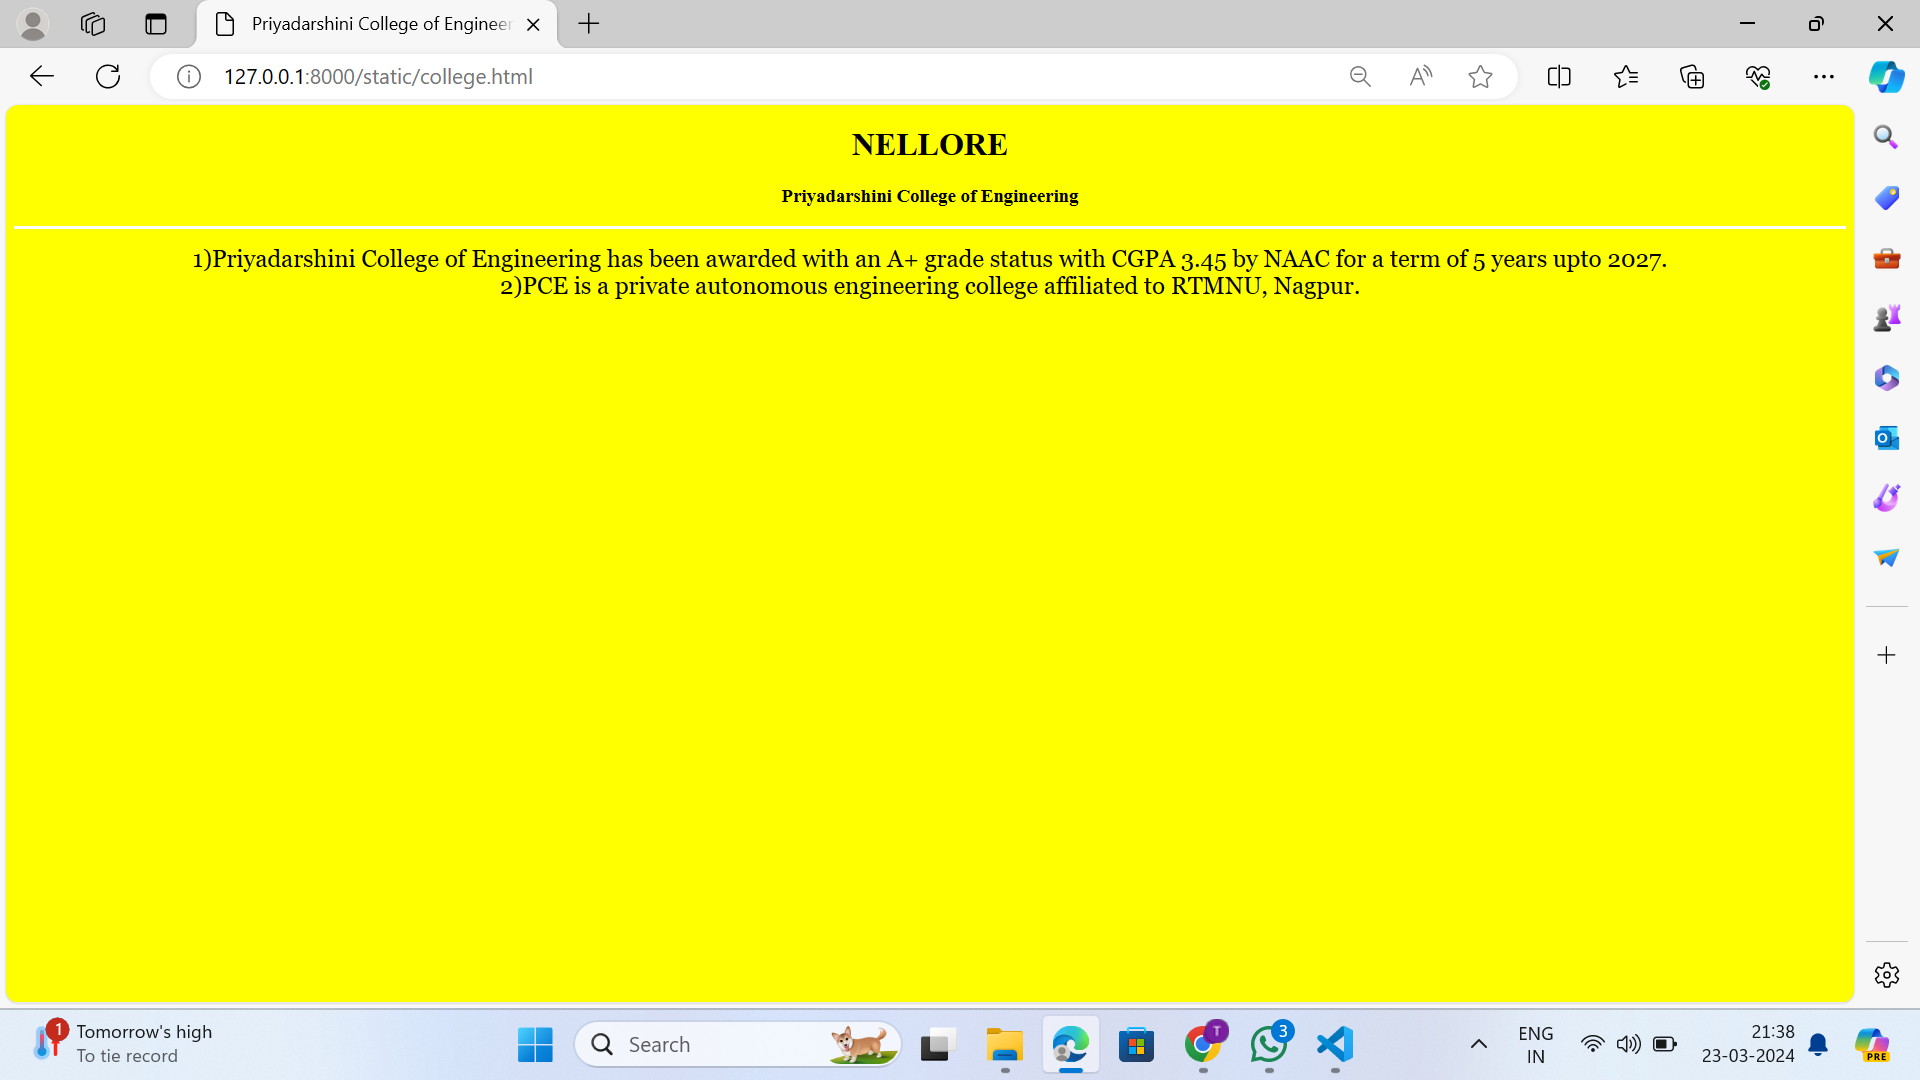 Priyadarshini College of Engineer
127.0.0.1:8000/static/college.html
NELLORE
Priyadarshini College of Engineering
1)Priyadarshini College of Engineering has been awarded with an A+ grade status with CGPA 3.45 by NAAC for a term of 5 years upto 2027.
2)PCE is a private autonomous engineering college affiliated to RTMNU, Nagpur.
1
Tomorrow's high
To tie record
Search
T
3
ENG
IN
21:38
23-03-2024
PRE